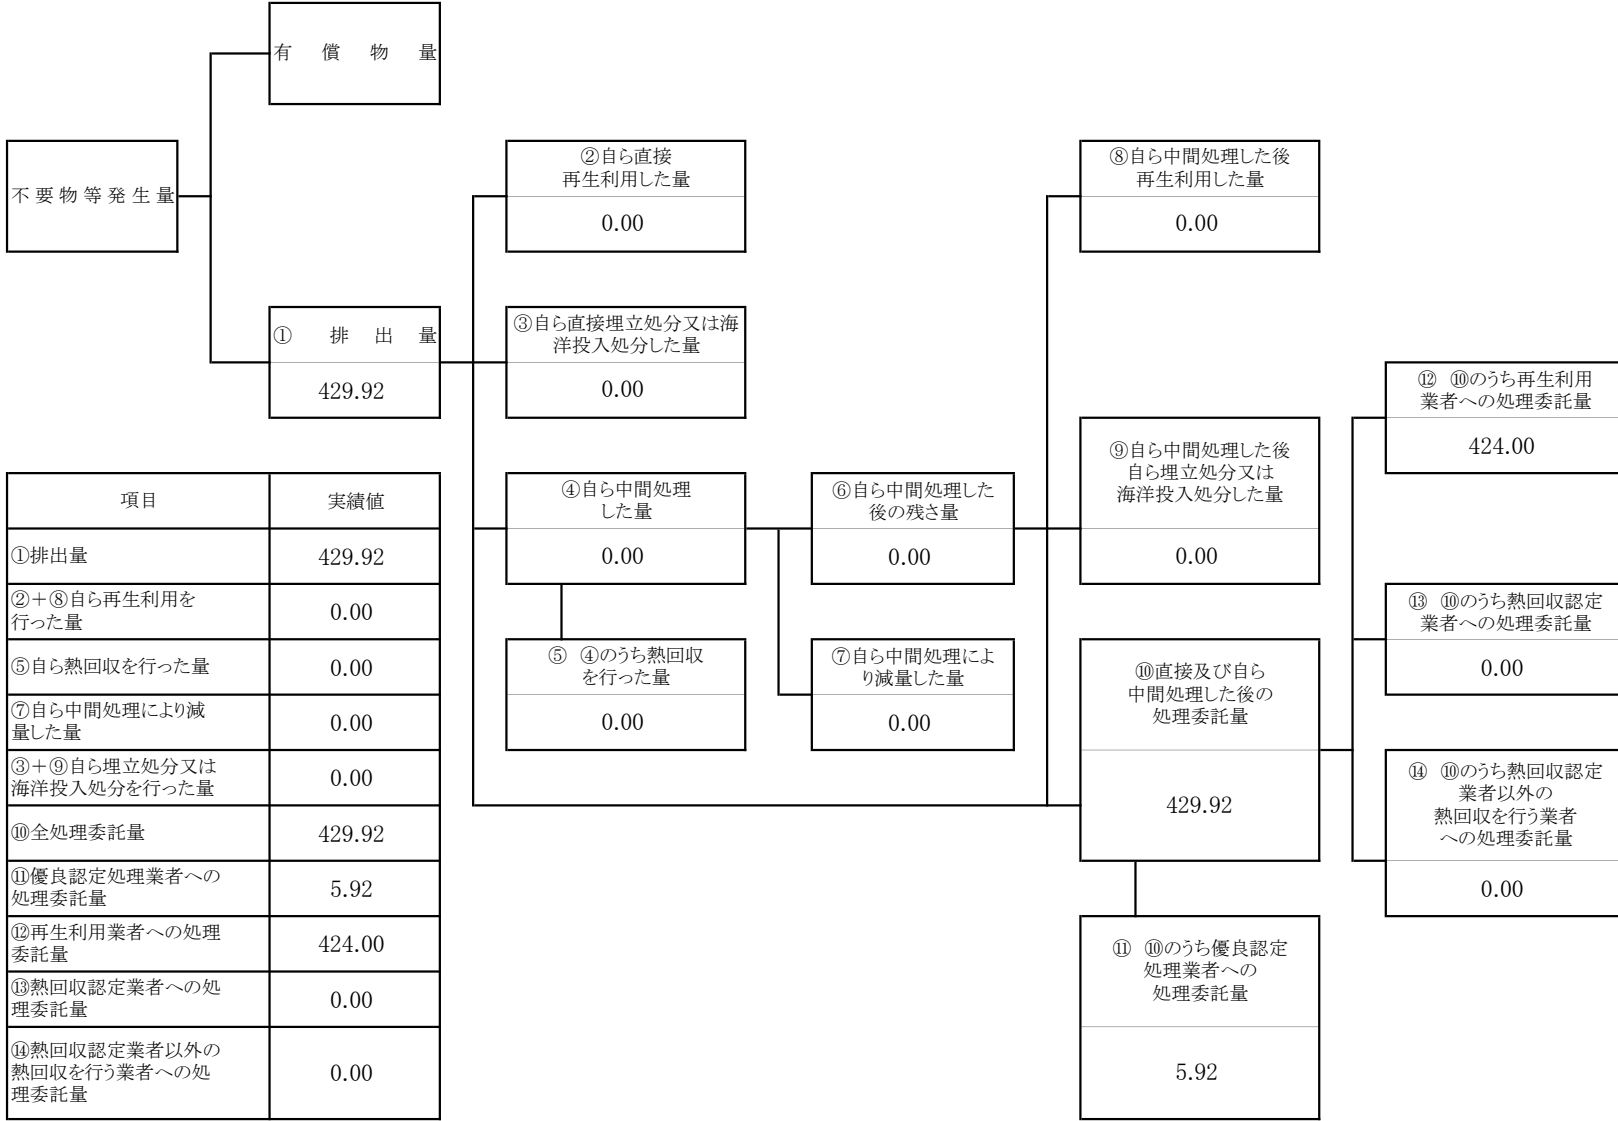 有償物量
不要物等発生量
①排出量
429.92
②自ら直接
再生利用した量
0.00
③自ら直接埋立処分又は海
洋投入処分した量
0.00
④自ら中間処理
した量
0.00
⑤ ④のうち熱回収
を行った量
0.00
⑥自ら中間処理した
後の残さ量
0.00
⑦自ら中間処理によ
り減量した量
0.00
⑧自ら中間処理した後
再生利用した量
0.00
⑨自ら中間処理した後
自ら埋立処分又は
海洋投入処分した量
0.00
⑩直接及び自ら
中間処理した後の
処理委託量
429.92
⑪ ⑩のうち優良認定
処理業者への
処理委託量
5.92
⑫ ⑩のうち再生利用
業者への処理委託量
424.00
⑬ ⑩のうち熱回収認定
業者への処理委託量
0.00
⑭ ⑩のうち熱回収認定
業者以外の
熱回収を行う業者
への処理委託量
0.00
項目 実績値
①排出量 429.92
②+⑧自ら再生利用を
行った量
0.00
⑤自ら熱回収を行った量 0.00
⑦自ら中間処理により減
量した量
0.00
③+⑨自ら埋立処分又は
海洋投入処分を行った量
0.00
⑩全処理委託量 429.92
⑪優良認定処理業者への
処理委託量
5.92
⑫再生利用業者への処理
委託量
424.00
⑬熱回収認定業者への処
理委託量
0.00
⑭熱回収認定業者以外の
熱回収を行う業者への処
理委託量
0.00